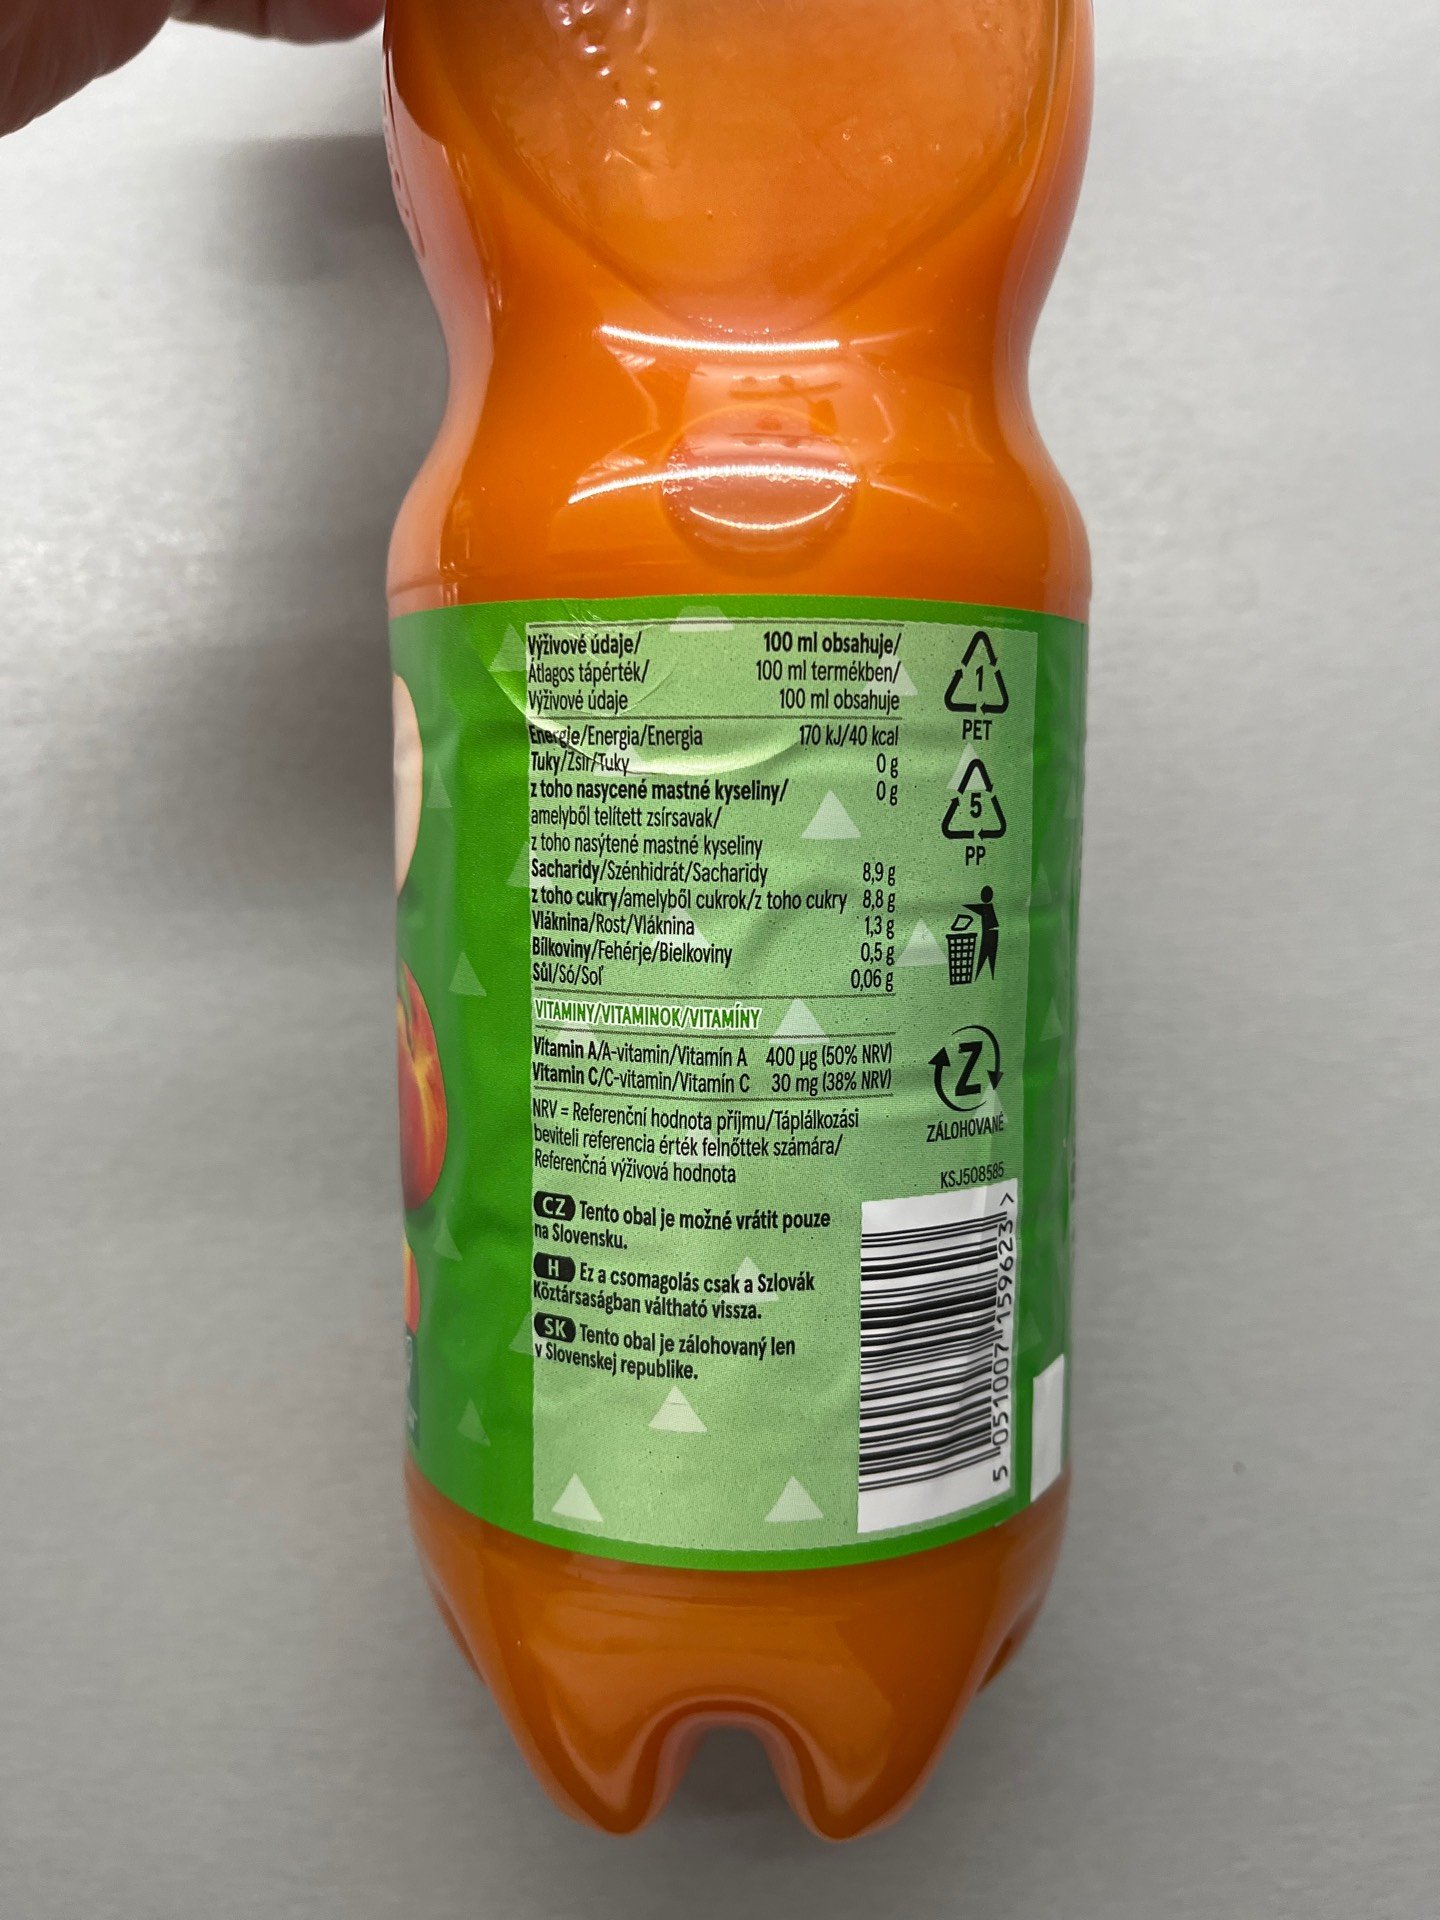 Výživové údaje/ 100 ml obsahuje/
Átlagos tápérték/ 100 ml termékben/
Výživové údaje 100 ml obsahuje
Energie/Energia/Energia 170 kJ/40 kcal
Tuky/Zsír/Tuky 0 g
z toho nasycené mastné kyseliny/ 0 g
amelyből telített zsírsavak/
z toho nasýtené mastné kyseliny
Sacharidy/Szénhidrát/Sacharidy 8,9 g
z toho cukry/amelyből cukrok/z toho cukry 8,8 g
Vláknina/Rost/Vláknina 1,3 g
Bílkoviny/Fehérje/Bielkoviny 0,5 g
Sůl/Só/Soľ 0,06 g
VITAMINY/VITAMINOK/VITAMÍNY
Vitamin A/A-vitamin/Vitamín A 400 µg (50% NRV)
Vitamin C/C-vitamin/Vitamín C 30 mg (38% NRV)
NRV = Referenční hodnota příjmu/Táplálkozási
beviteli referencia érték felnőttek számára/
Referenčná výživová hodnota
CZ Tento obal je možné vrátit pouze
na Slovensku.
H Ez a csomagolás csak a Szlovák
Köztársaságban váltható vissza.
SK Tento obal je zálohovaný len
v Slovenskej republike.
1
PET
5
PP
Z
ZÁLOHOVANÉ
KSJ508585
5 051007 159623 >